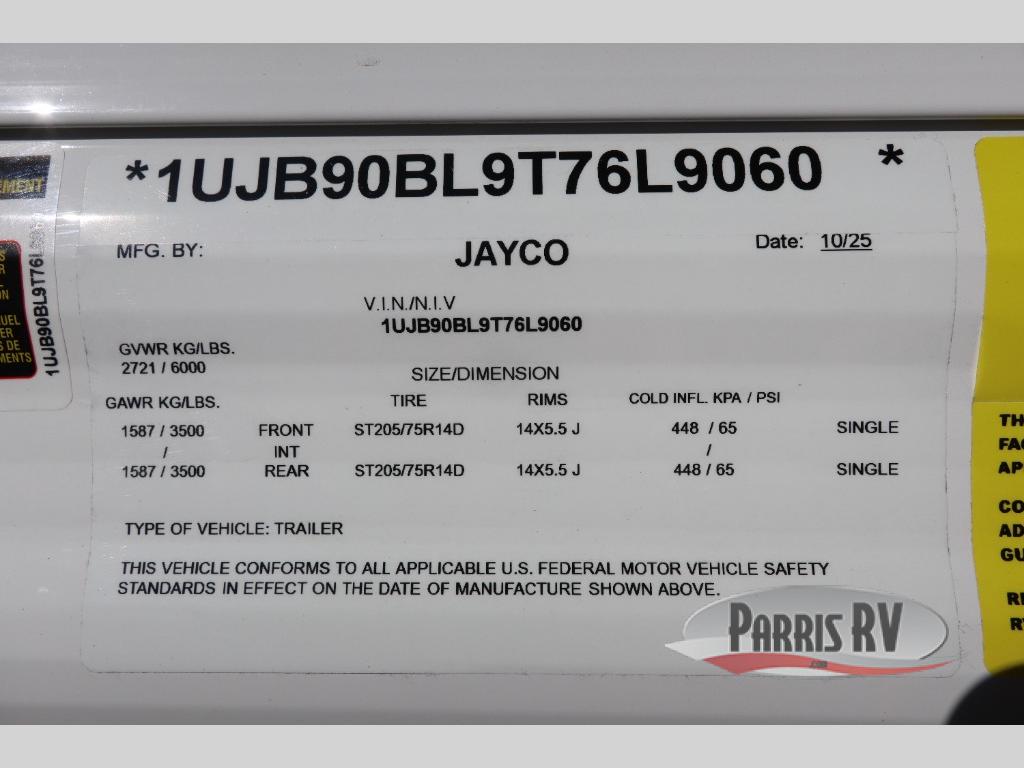 *1UJB90BL9T76L9060 *
MFG. BY: JAYCO Date: 10/25
V.I.N./N.I.V
1UJB90BL9T76L9060
GVWR KG/LBS.
2721 / 6000
SIZE/DIMENSION
GAWR KG/LBS. TIRE RIMS COLD INFL. KPA / PSI
1587 / 3500 FRONT ST205/75R14D 14X5.5 J 448 / 65 SINGLE
/ INT /
1587 / 3500 REAR ST205/75R14D 14X5.5 J 448 / 65 SINGLE
TYPE OF VEHICLE: TRAILER
THIS VEHICLE CONFORMS TO ALL APPLICABLE U.S. FEDERAL MOTOR VEHICLE SAFETY
STANDARDS IN EFFECT ON THE DATE OF MANUFACTURE SHOWN ABOVE.
PARRIS RV
.com